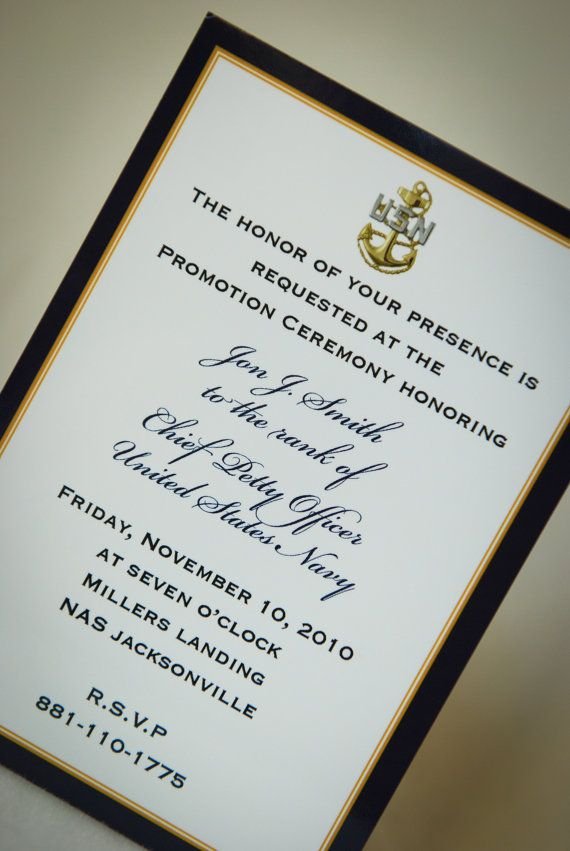 USN
The honor of your presence is
requested at the
Promotion Ceremony honoring
Jon J. Smith
to the rank of
Chief Petty Officer
United States Navy
Friday, November 10, 2010
at seven o'clock
Millers landing
NAS Jacksonville
R.S.V.P
881-110-1775